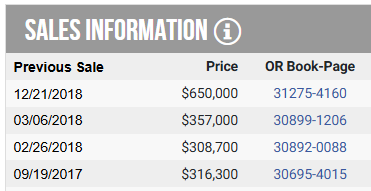 SALES INFORMATION
Previous Sale Price OR Book-Page
12/21/2018 $650,000 31275-4160
03/06/2018 $357,000 30899-1206
02/26/2018 $308,700 30892-0088
09/19/2017 $316,300 30695-4015